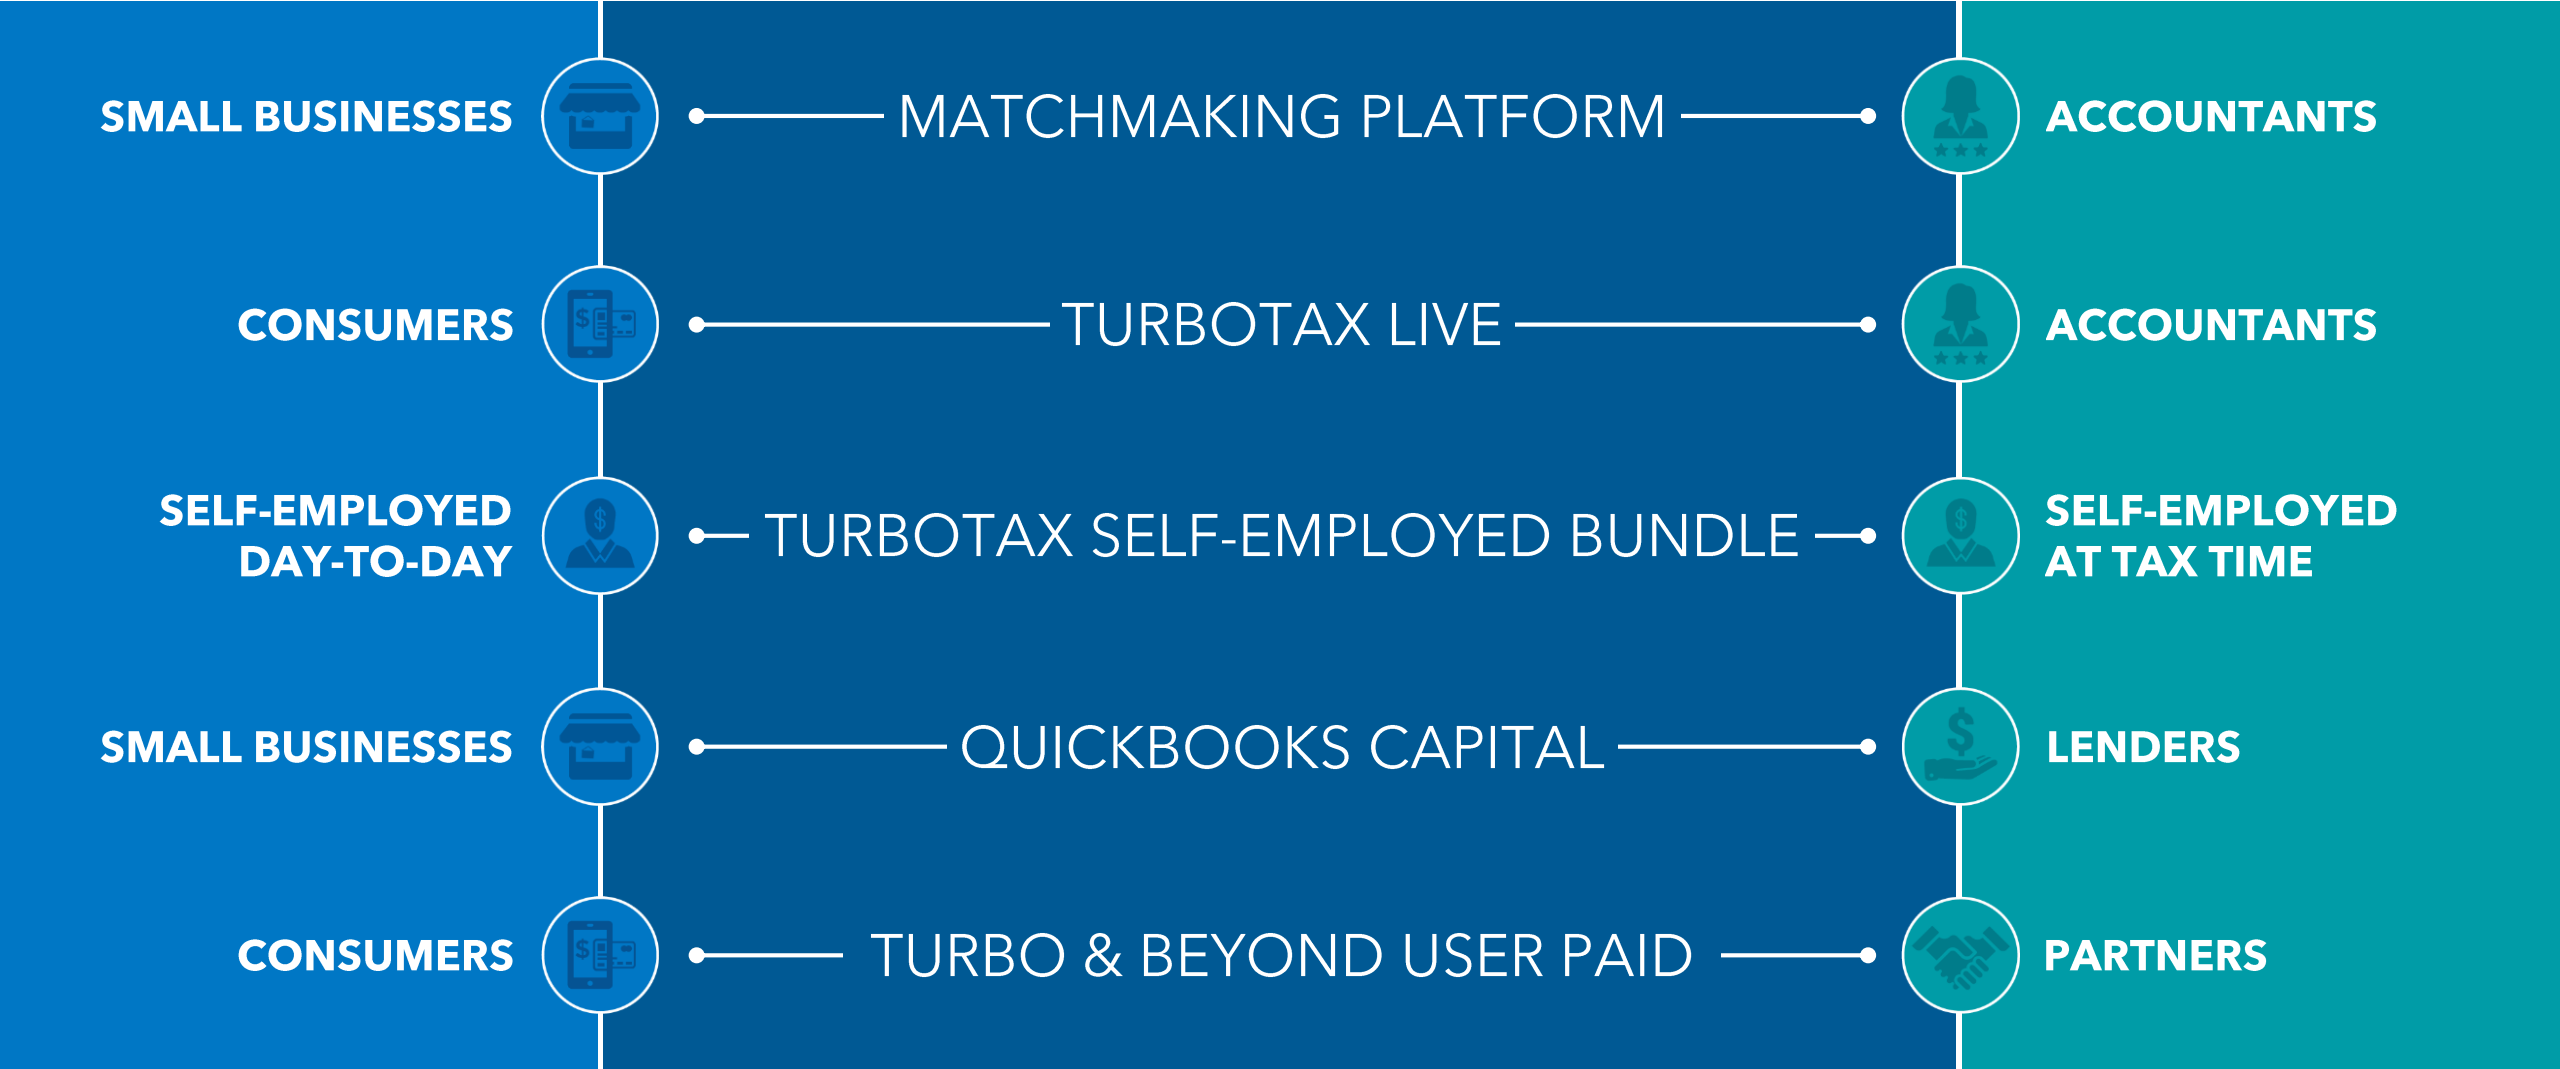 SMALL BUSINESSES MATCHMAKING PLATFORM ACCOUNTANTS
CONSUMERS TURBOTAX LIVE ACCOUNTANTS
SELF-EMPLOYED
DAY-TO-DAY
TURBOTAX SELF-EMPLOYED BUNDLE
SELF-EMPLOYED
AT TAX TIME
SMALL BUSINESSES QUICKBOOKS CAPITAL LENDERS
CONSUMERS TURBO & BEYOND USER PAID PARTNERS